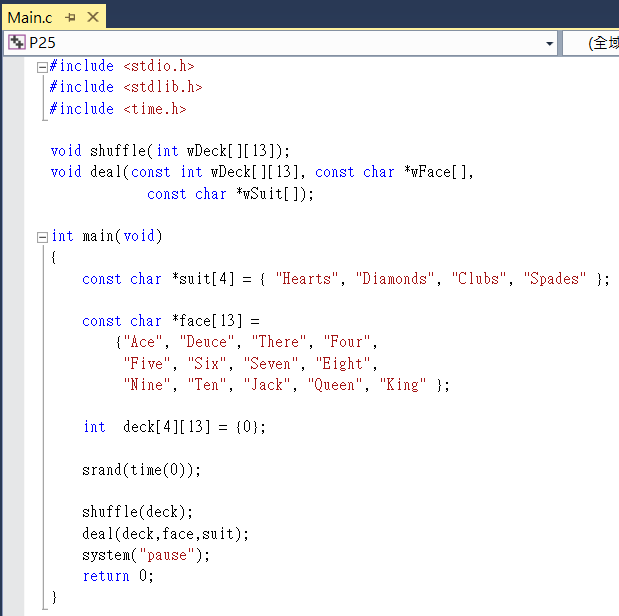 Main.c
P25
(全域
#include <stdio.h>
#include <stdlib.h>
#include <time.h>
void shuffle(int wDeck[][13]);
void deal(const int wDeck[][13], const char *wFace[],
const char *wSuit[]);
int main(void)
{
const char *suit[4] = { "Hearts", "Diamonds", "Clubs", "Spades" };
const char *face[13] =
{"Ace", "Deuce", "There", "Four",
"Five", "Six", "Seven", "Eight",
"Nine", "Ten", "Jack", "Queen", "King" };
int  deck[4][13] = {0};
srand(time(0));
shuffle(deck);
deal(deck,face,suit);
system("pause");
return 0;
}